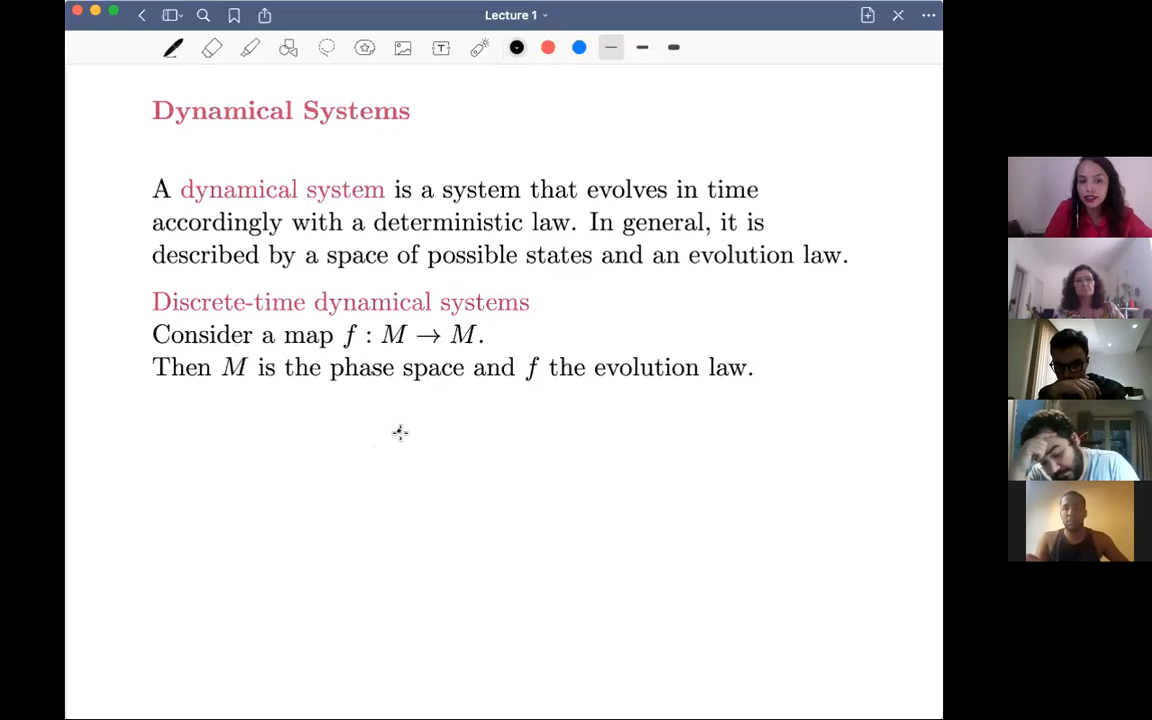 Lecture 1
Dynamical Systems
A dynamical system is a system that evolves in time
accordingly with a deterministic law. In general, it is
described by a space of possible states and an evolution law.
Discrete-time dynamical systems
Consider a map f : M → M.
Then M is the phase space and f the evolution law.